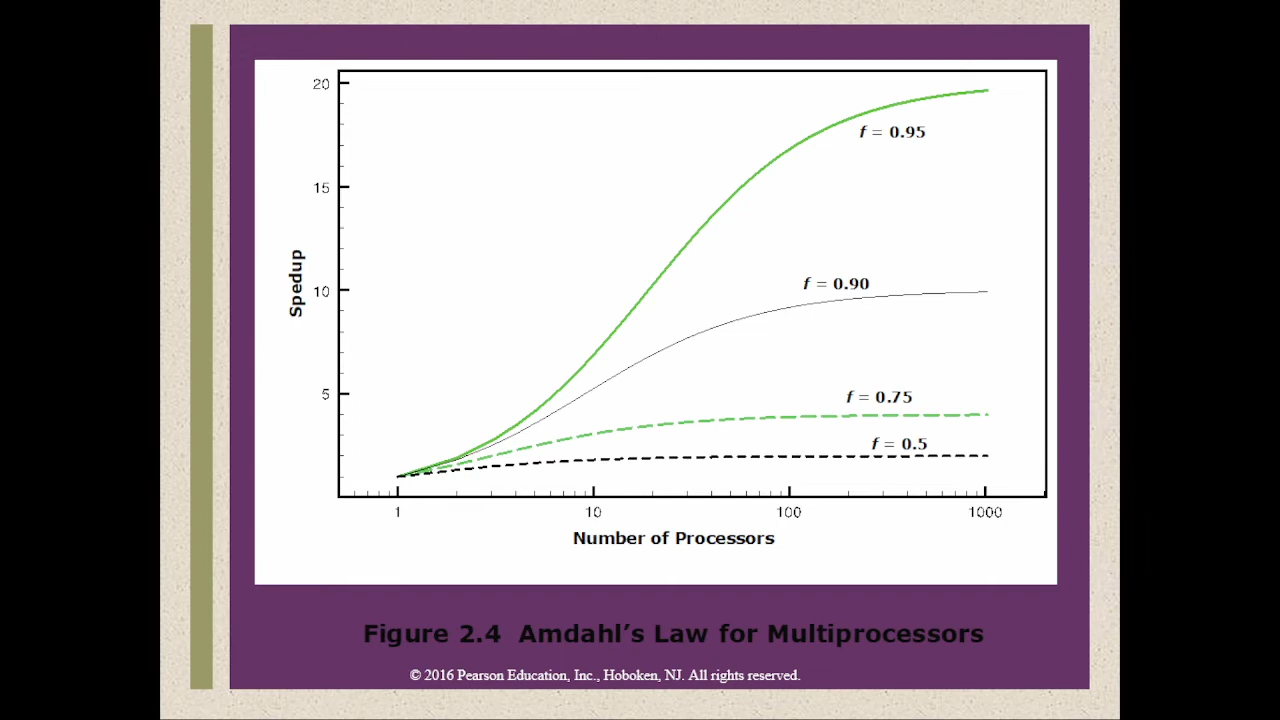 20
f = 0.95
15
Speedup
10
f = 0.90
5
f = 0.75
f = 0.5
1 10 100 1000
Number of Processors
Figure 2.4 Amdahl’s Law for Multiprocessors
© 2016 Pearson Education, Inc., Hoboken, NJ. All rights reserved.